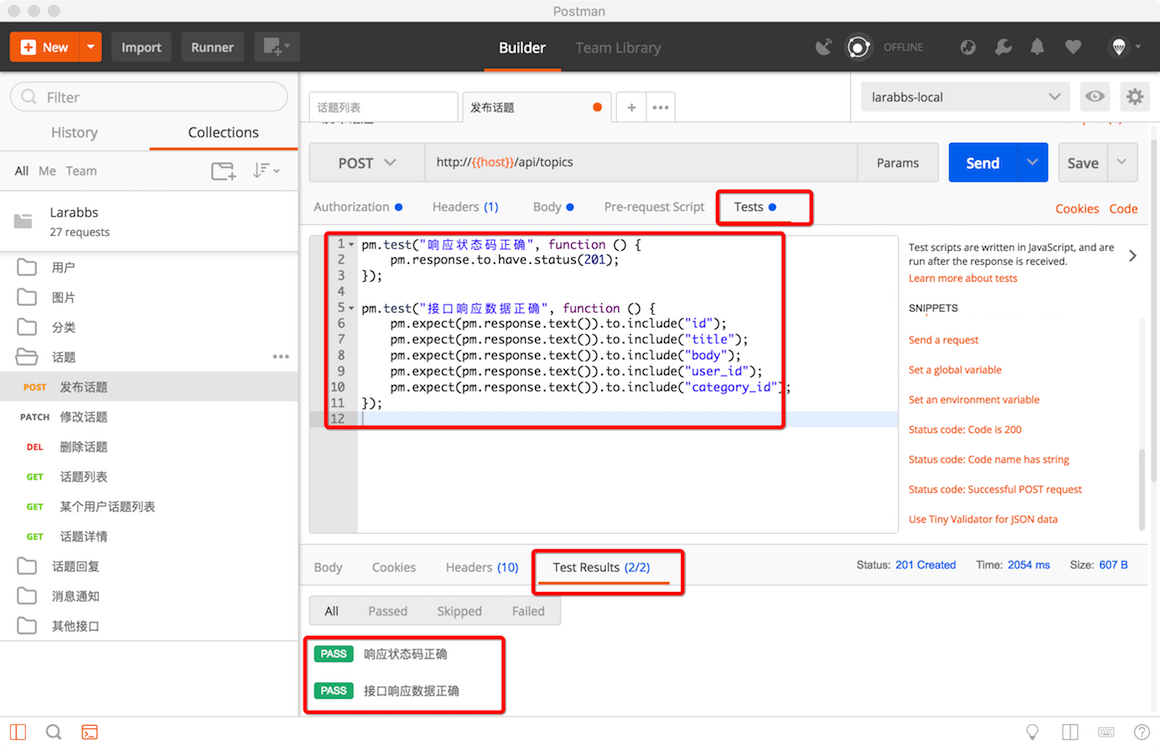 Postman
New
Import
Runner
Builder
Team Library
OFFLINE
Filter
话题列表
发布话题
larabbs-local
History
Collections
All Me Team
POST
http://{{host}}/api/topics
Params
Send
Save
Larabbs
27 requests
Authorization
Headers (1)
Body
Pre-request Script
Tests
Cookies Code
用户
图片
分类
话题
POST 发布话题
PATCH 修改话题
DEL 删除话题
GET 话题列表
GET 某个用户话题列表
GET 话题详情
话题回复
消息通知
其他接口
1 pm.test("响应状态码正确", function () {
2 pm.response.to.have.status(201);
3 });
4
5 pm.test("接口响应数据正确", function () {
6 pm.expect(pm.response.text()).to.include("id");
7 pm.expect(pm.response.text()).to.include("title");
8 pm.expect(pm.response.text()).to.include("body");
9 pm.expect(pm.response.text()).to.include("user_id");
10 pm.expect(pm.response.text()).to.include("category_id");
11 });
12
Test scripts are written in JavaScript, and are
run after the response is received.
Learn more about tests
SNIPPETS
Send a request
Set a global variable
Set an environment variable
Status code: Code is 200
Status code: Code name has string
Status code: Successful POST request
Use Tiny Validator for JSON data
Body
Cookies
Headers (10)
Test Results (2/2)
Status: 201 Created
Time: 2054 ms
Size: 607 B
All
Passed
Skipped
Failed
PASS 响应状态码正确
PASS 接口响应数据正确